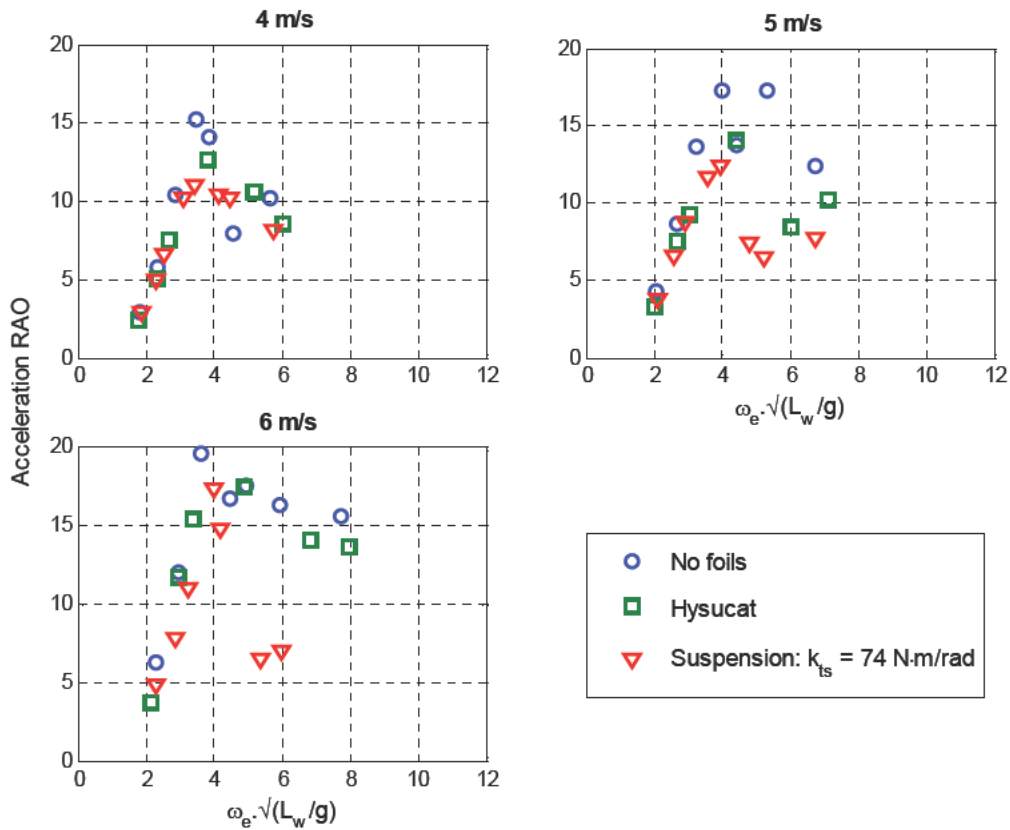 4 m/s
20
15
10
5
0
0 2 4 6 8 10 12
5 m/s
20
15
10
5
0
0 2 4 6 8 10 12
ωe.√(Lw/g)
Acceleration RAO
6 m/s
20
15
10
5
0
0 2 4 6 8 10 12
ωe.√(Lw/g)
No foils
Hysucat
Suspension: kts = 74 N·m/rad